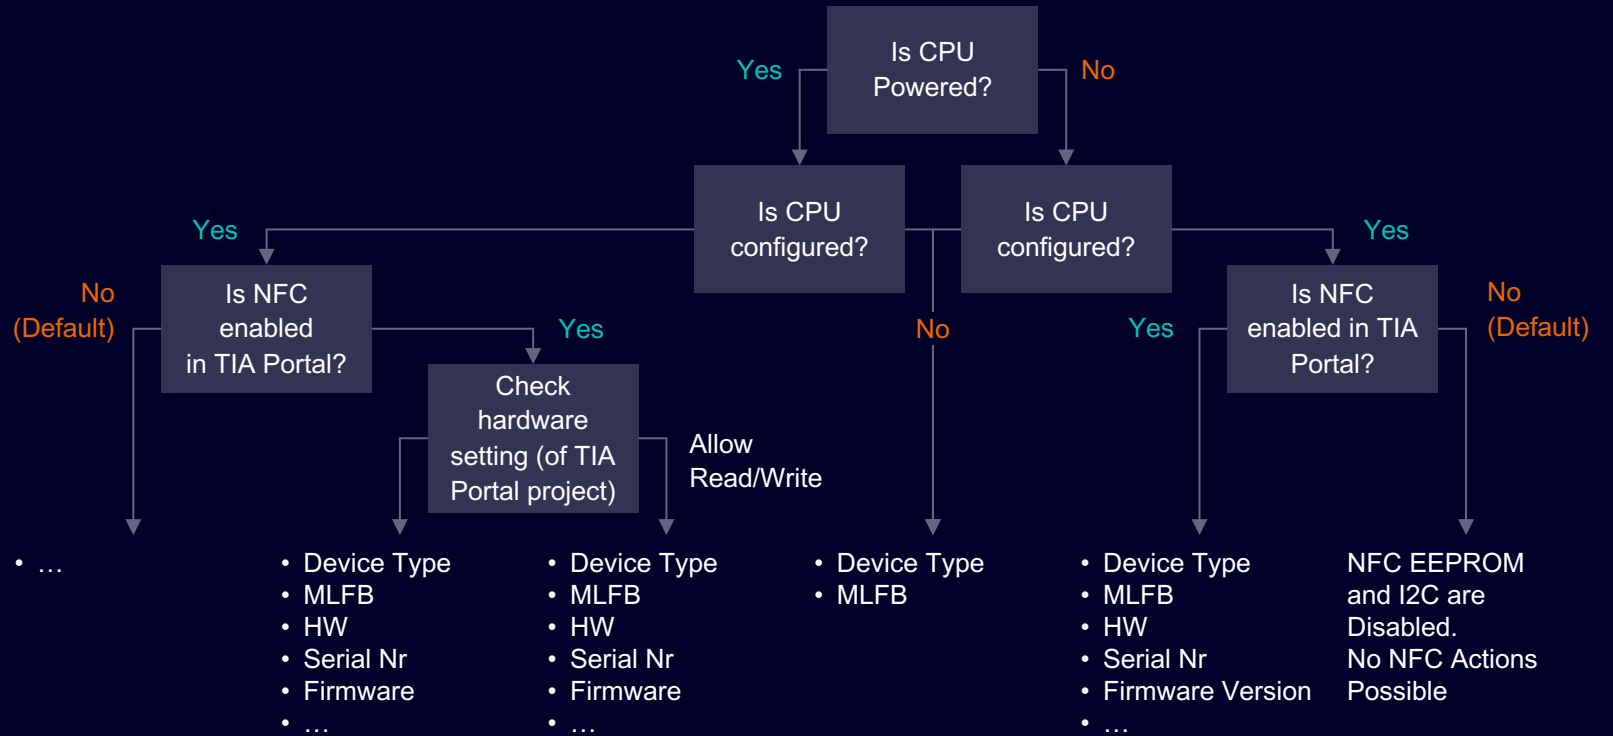 Is CPU
Powered?
Yes
No
Is CPU
configured?
Is CPU
configured?
Yes
Yes
No
(Default)
Is NFC
enabled
in TIA Portal?
Yes
No
Yes
Is NFC
enabled in TIA
Portal?
No
(Default)
Check
hardware
setting (of TIA
Portal project)
Allow
Read/Write
• …
• Device Type
• MLFB
• HW
• Serial Nr
• Firmware
• …
• Device Type
• MLFB
• HW
• Serial Nr
• Firmware
• …
• Device Type
• MLFB
• Device Type
• MLFB
• HW
• Serial Nr
• Firmware Version
• …
NFC EEPROM
and I2C are
Disabled.
No NFC Actions
Possible